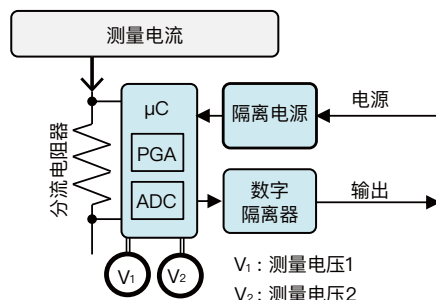 测量电流
μC
隔离电源
电源
分流电阻器
PGA
ADC
数字
隔离器
输出
V₁
V₂
V₁ : 测量电压1
V₂ : 测量电压2